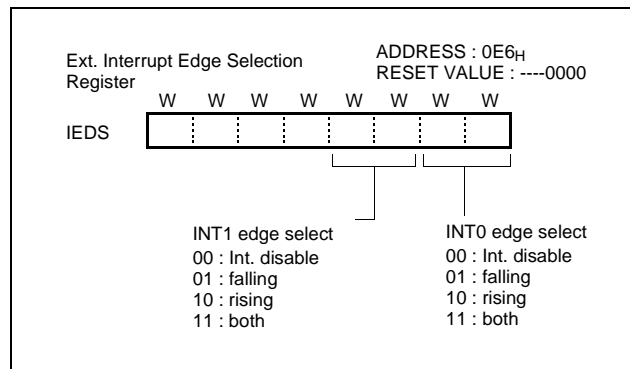 Ext. Interrupt Edge Selection
Register
ADDRESS : 0E6H
RESET VALUE : ----0000
W W W W W W W W
IEDS
INT1 edge select
00 : Int. disable
01 : falling
10 : rising
11 : both
INT0 edge select
00 : Int. disable
01 : falling
10 : rising
11 : both